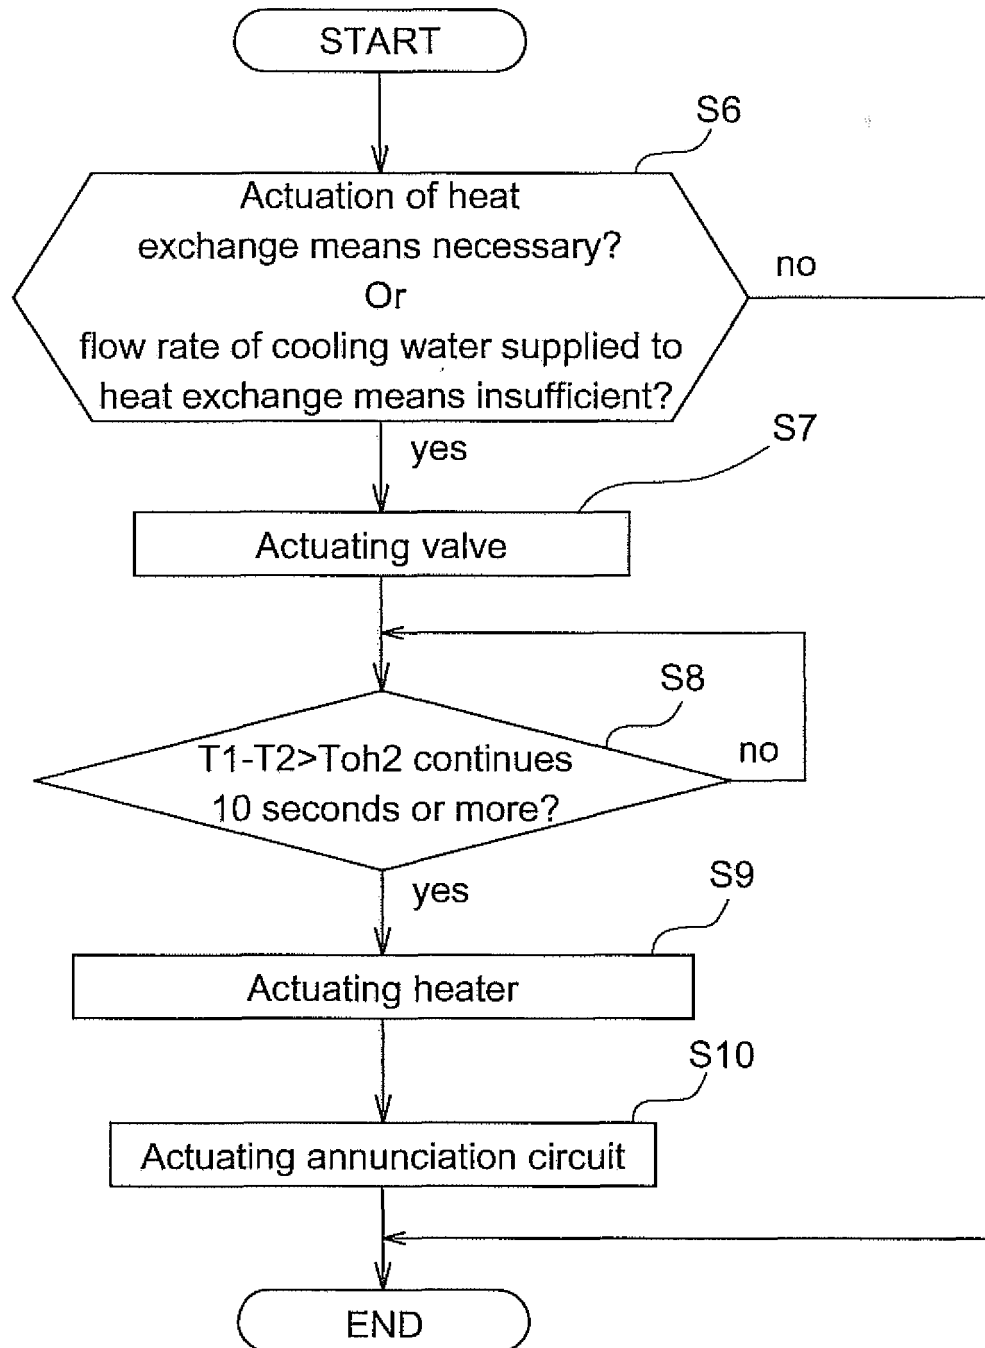 START
S6
Actuation of heat
exchange means necessary?
Or
flow rate of cooling water supplied to
heat exchange means insufficient?
no
yes
S7
Actuating valve
S8
T1-T2>Toh2 continues
10 seconds or more?
no
yes
S9
Actuating heater
S10
Actuating annunciation circuit
END